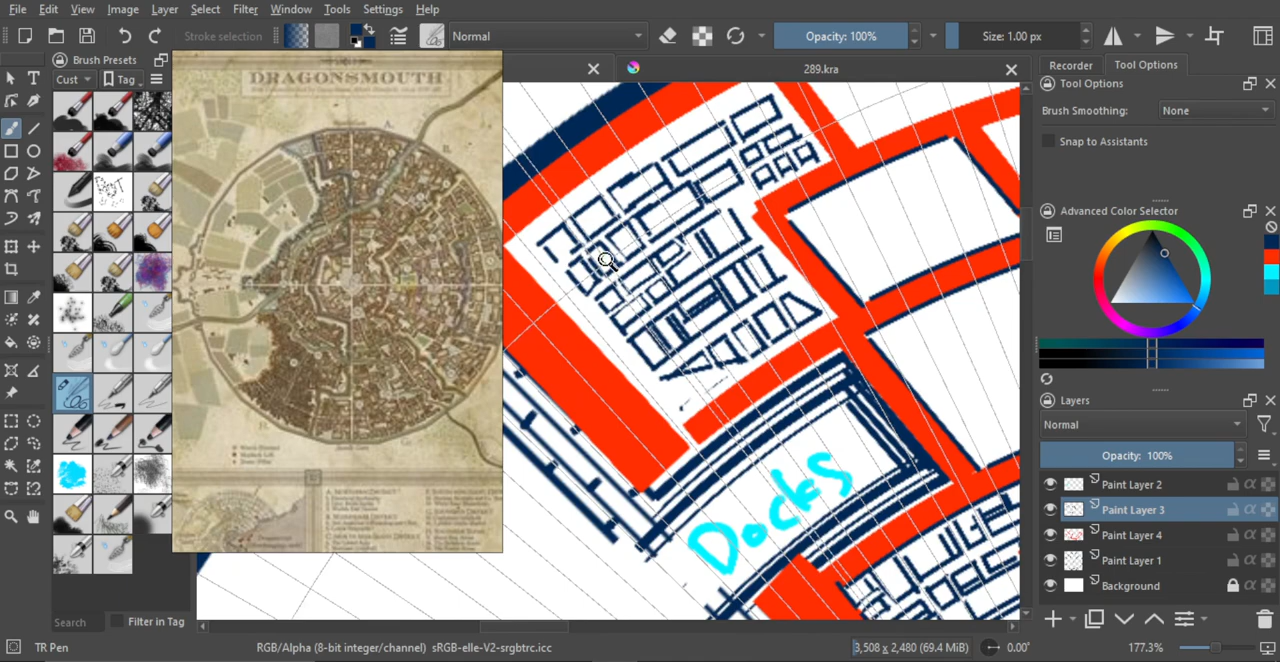 File Edit View Image Layer Select Filter Window Tools Settings Help
Stroke selection
Normal
Opacity: 100%
Size: 1.00 px
Brush Presets
Cust
Tag
289.kra
Recorder
Tool Options
Tool Options
Brush Smoothing: None
Snap to Assistants
Advanced Color Selector
Layers
Normal
Opacity: 100%
Paint Layer 2
Paint Layer 3
Paint Layer 4
Paint Layer 1
Background
DRAGONSMOUTH
Docks
Search
Filter in Tag
TR Pen
RGB/Alpha (8-bit integer/channel) sRGB-elle-V2-srgbtrc.icc
3,508 x 2,480 (69.4 MiB)
0.00°
177.3%